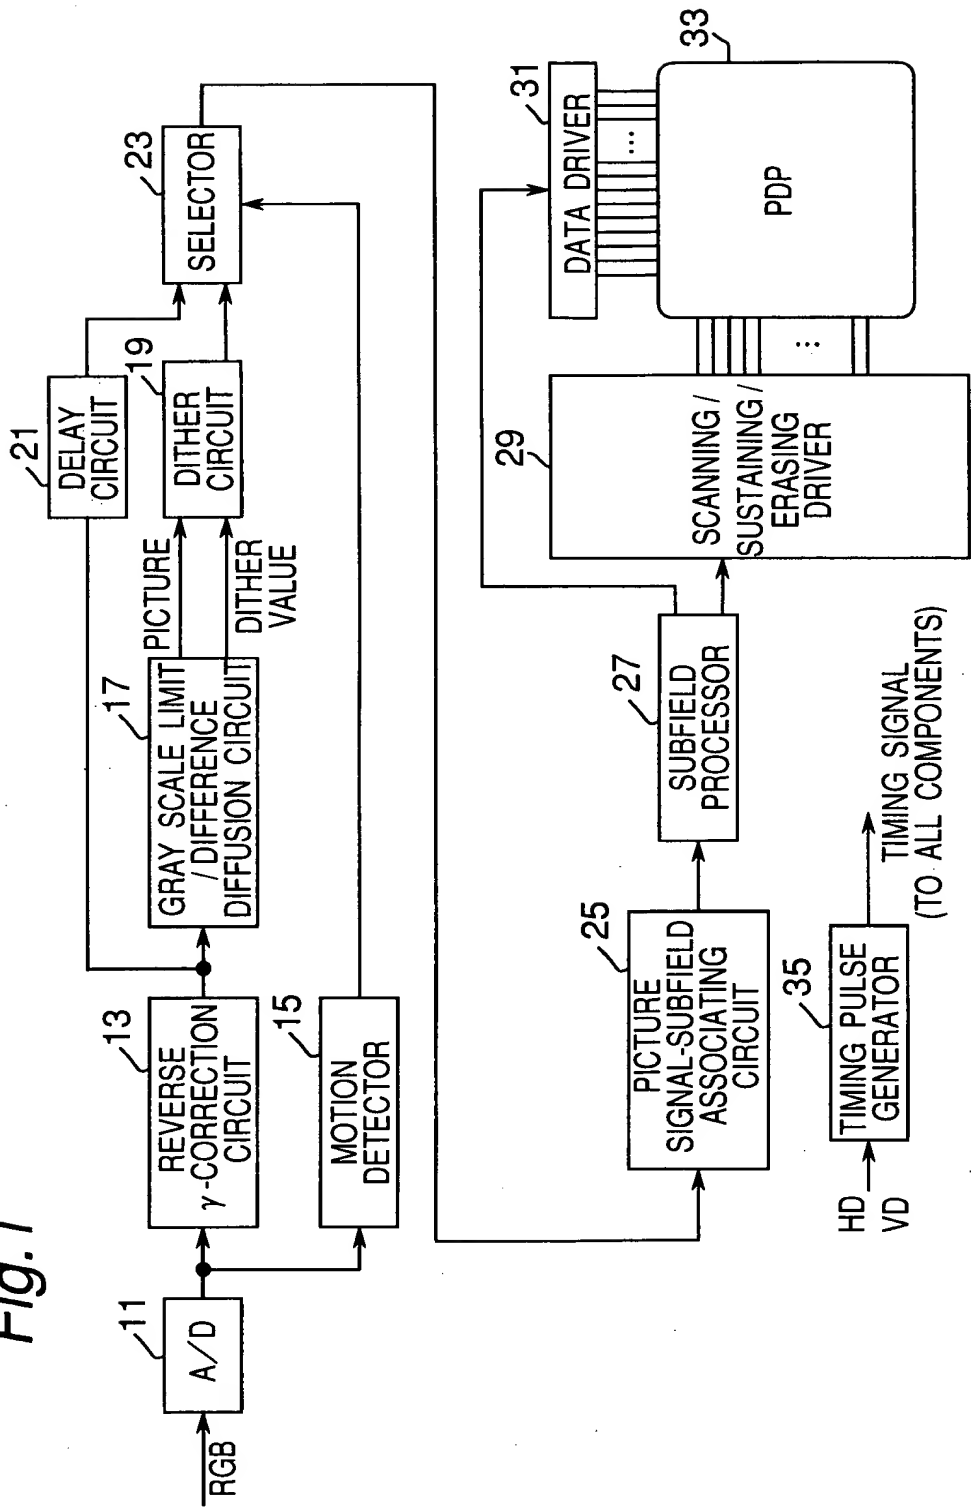 Fig.1
RGB
11
A/D
13
REVERSE
γ-CORRECTION
CIRCUIT
15
MOTION
DETECTOR
17
GRAY SCALE LIMIT
/ DIFFERENCE
DIFFUSION CIRCUIT
PICTURE
DITHER
VALUE
21
DELAY
CIRCUIT
19
DITHER
CIRCUIT
23
SELECTOR
25
PICTURE
SIGNAL-SUBFIELD
ASSOCIATING
CIRCUIT
27
SUBFIELD
PROCESSOR
29
SCANNING /
SUSTAINING /
ERASING
DRIVER
31
DATA DRIVER
...
33
PDP
...
HD
VD
35
TIMING PULSE
GENERATOR
TIMING SIGNAL
(TO ALL COMPONENTS)